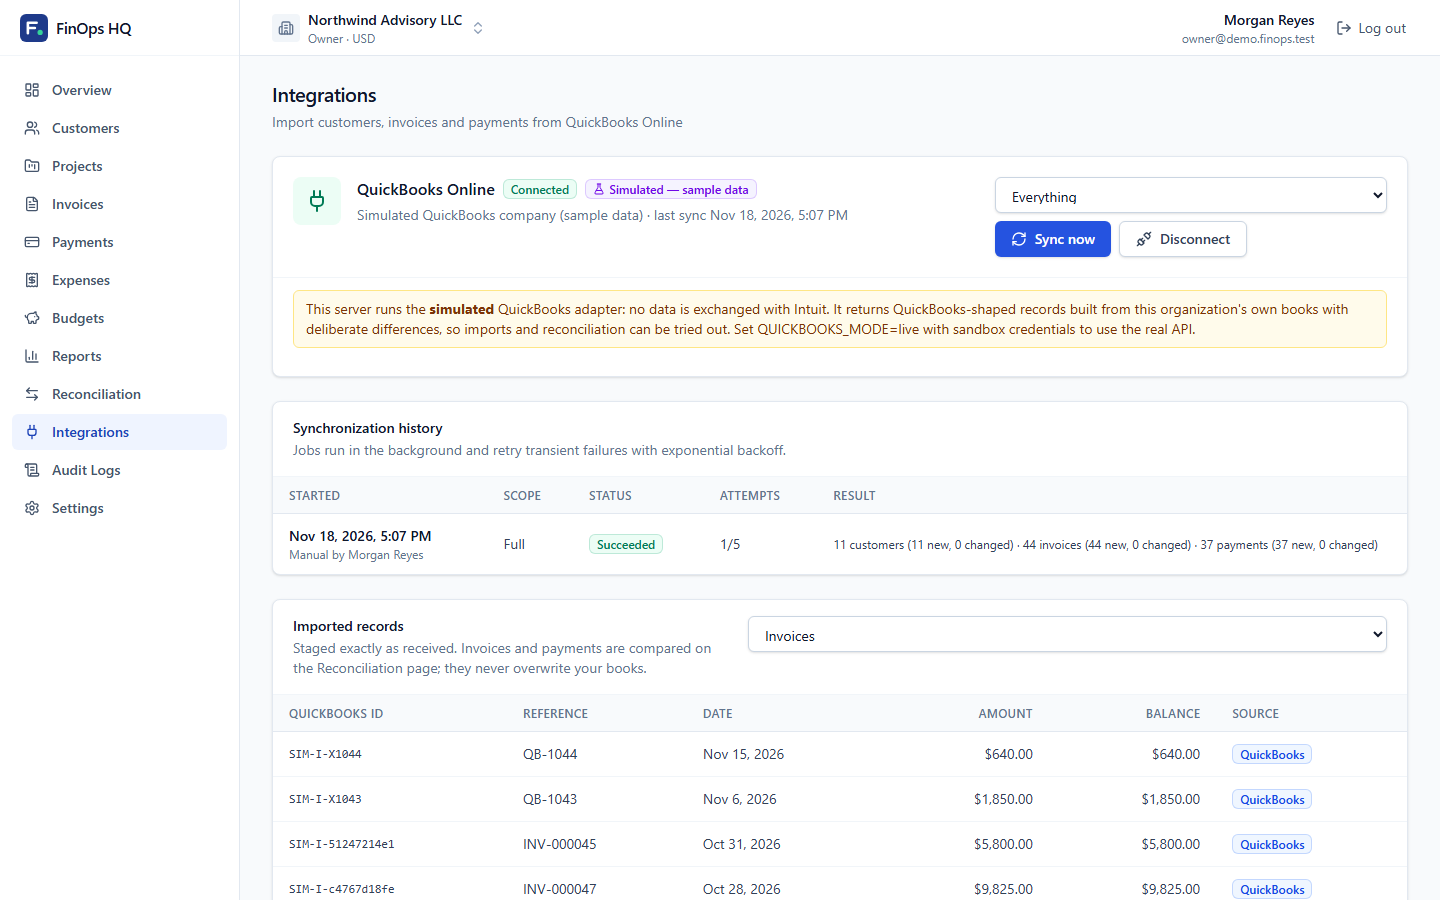 FinOps HQ
Northwind Advisory LLC
Owner · USD
Morgan Reyes
owner@demo.finops.test
Log out
Overview
Customers
Projects
Invoices
Payments
Expenses
Budgets
Reports
Reconciliation
Integrations
Audit Logs
Settings
Integrations
Import customers, invoices and payments from QuickBooks Online
QuickBooks Online Connected Simulated — sample data
Simulated QuickBooks company (sample data) · last sync Nov 18, 2026, 5:07 PM
Everything
Sync now Disconnect
This server runs the simulated QuickBooks adapter: no data is exchanged with Intuit. It returns QuickBooks-shaped records built from this organization's own books with
deliberate differences, so imports and reconciliation can be tried out. Set QUICKBOOKS_MODE=live with sandbox credentials to use the real API.
Synchronization history
Jobs run in the background and retry transient failures with exponential backoff.
STARTED SCOPE STATUS ATTEMPTS RESULT
Nov 18, 2026, 5:07 PM
Manual by Morgan Reyes
Full Succeeded 1/5 11 customers (11 new, 0 changed) · 44 invoices (44 new, 0 changed) · 37 payments (37 new, 0 changed)
Imported records
Staged exactly as received. Invoices and payments are compared on
the Reconciliation page; they never overwrite your books.
Invoices
QUICKBOOKS ID REFERENCE DATE AMOUNT BALANCE SOURCE
SIM-I-X1044 QB-1044 Nov 15, 2026 $640.00 $640.00 QuickBooks
SIM-I-X1043 QB-1043 Nov 6, 2026 $1,850.00 $1,850.00 QuickBooks
SIM-I-51247214e1 INV-000045 Oct 31, 2026 $5,800.00 $5,800.00 QuickBooks
SIM-I-c4767d18fe INV-000047 Oct 28, 2026 $9,825.00 $9,825.00 QuickBooks